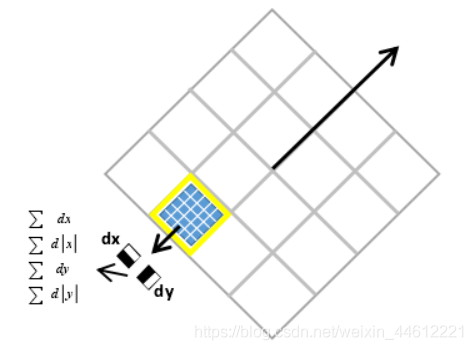 ∑ dx
∑ d|x|
∑ dy
∑ d|y|
dx
dy
https://blog.csdn.net/weixin_44612221